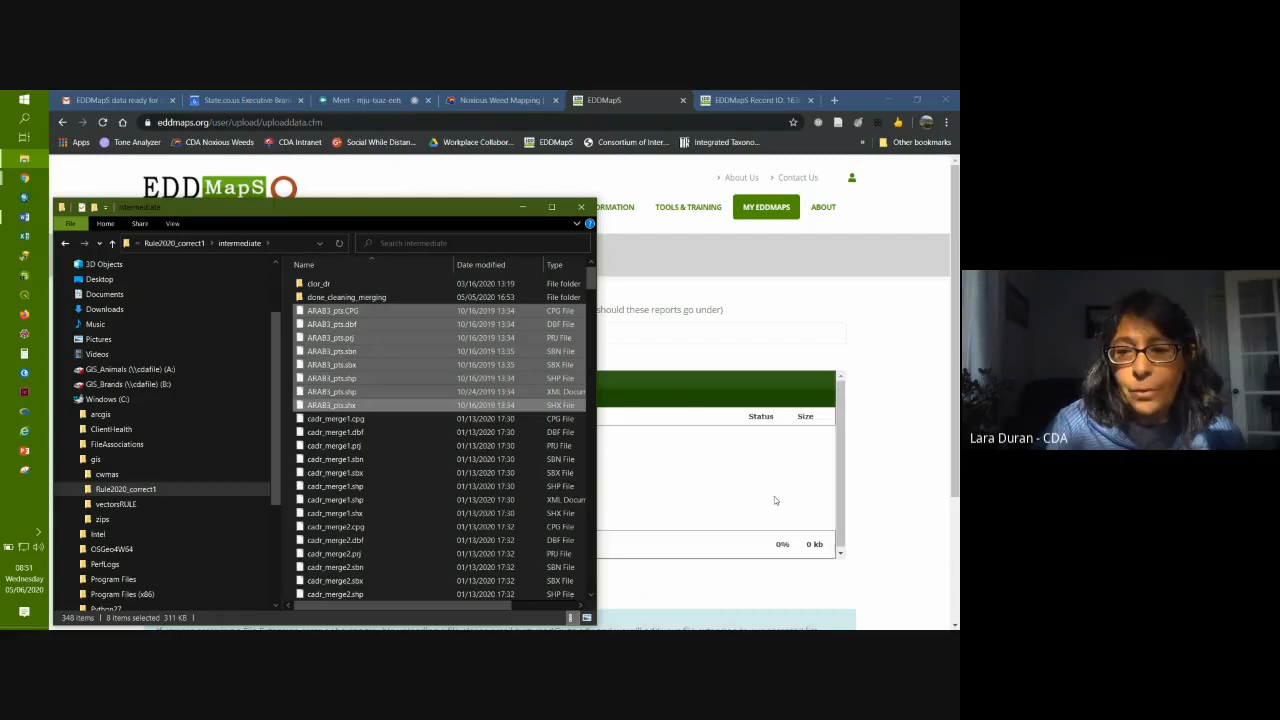 EDDMapS data ready for
State.co.us Executive Bran
Meet - mju-txaz-eeh
Noxious Weed Mapping |
EDDMapS
EDDMapS Record ID: 163
eddmaps.org/user/upload/uploaddata.cfm
Apps
Tone Analyzer
CDA Noxious Weeds
CDA Intranet
Social While Distan...
Workplace Collabor...
EDDMapS
Consortium of Inter...
Integrated Taxono...
»
Other bookmarks
About Us
Contact Us
EDDMapS
ORMATION
TOOLS & TRAINING
MY EDDMAPS
ABOUT
intermediate
File
Home
Share
View
Rule2020_correct1 > intermediate >
Search intermediate
Name
Date modified
Type
3D Objects
Desktop
Documents
Downloads
Music
Pictures
Videos
GIS_Animals (\\cdafile) (A:)
GIS_Brands (\\cdafile) (B:)
Windows (C:)
arcgis
ClientHealth
FileAssociations
gis
cwmas
Rule2020_correct1
vectorsRULE
zips
Intel
OSGeo4W64
PerfLogs
Program Files
Program Files (x86)
Python27
clor_dr 03/16/2020 13:19 File folder
done_cleaning_merging 05/05/2020 16:53 File folder
ARAB3_pts.CPG 10/16/2019 13:34 CPG File
ARAB3_pts.dbf 10/16/2019 13:34 DBF File
ARAB3_pts.prj 10/16/2019 13:34 PRJ File
ARAB3_pts.sbn 10/16/2019 13:35 SBN File
ARAB3_pts.sbx 10/16/2019 13:35 SBX File
ARAB3_pts.shp 10/16/2019 13:34 SHP File
ARAB3_pts.shp 10/24/2019 13:34 XML Docum
ARAB3_pts.shx 10/16/2019 13:34 SHX File
cadr_merge1.cpg 01/13/2020 17:30 CPG File
cadr_merge1.dbf 01/13/2020 17:30 DBF File
cadr_merge1.prj 01/13/2020 17:30 PRJ File
cadr_merge1.sbn 01/13/2020 17:30 SBN File
cadr_merge1.sbx 01/13/2020 17:30 SBX File
cadr_merge1.shp 01/13/2020 17:30 SHP File
cadr_merge1.shp 01/13/2020 17:30 XML Docum
cadr_merge1.shx 01/13/2020 17:30 SHX File
cadr_merge2.cpg 01/13/2020 17:32 CPG File
cadr_merge2.dbf 01/13/2020 17:32 DBF File
cadr_merge2.prj 01/13/2020 17:32 PRJ File
cadr_merge2.sbn 01/13/2020 17:32 SBN File
cadr_merge2.sbx 01/13/2020 17:32 SBX File
cadr_merge2.shp 01/13/2020 17:32 SHP File
348 items
8 items selected 311 KB
should these reports go under)
Status
Size
0%
0 kb
08:51
Wednesday
05/06/2020
Lara Duran - CDA